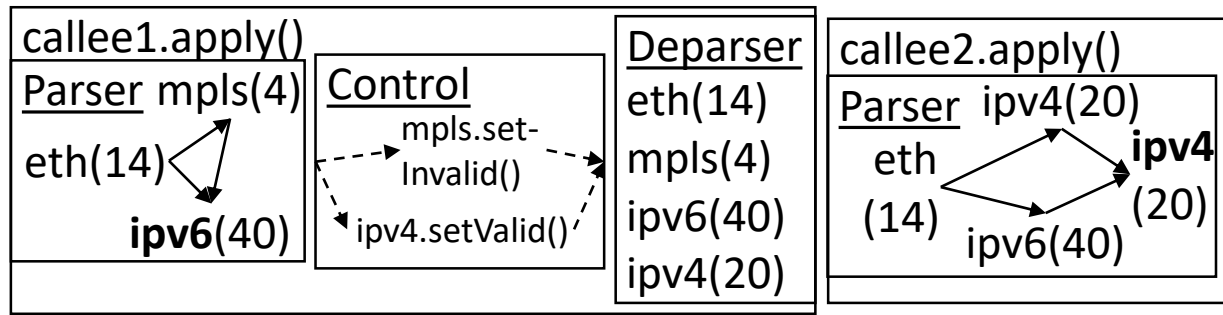 callee1.apply()
Parser mpls(4)
eth(14)
ipv6(40)
Control
mpls.set-
Invalid()
ipv4.setValid()
Deparser
eth(14)
mpls(4)
ipv6(40)
ipv4(20)
callee2.apply()
Parser
ipv4(20)
eth
(14)
ipv6(40)
ipv4
(20)